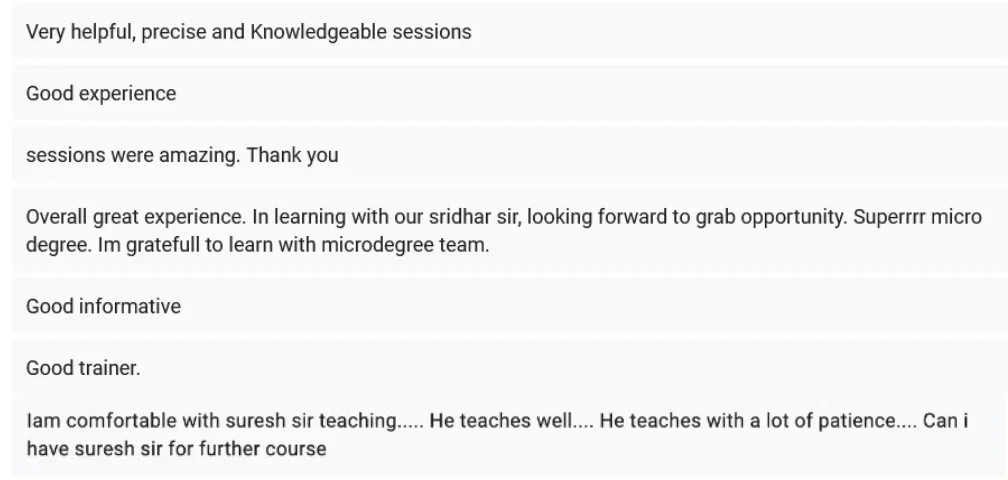 Very helpful, precise and Knowledgeable sessions
Good experience
sessions were amazing. Thank you
Overall great experience. In learning with our sridhar sir, looking forward to grab opportunity. Superrrr micro
degree. Im gratefull to learn with microdegree team.
Good informative
Good trainer.
Iam comfortable with suresh sir teaching..... He teaches well.... He teaches with a lot of patience.... Can i
have suresh sir for further course